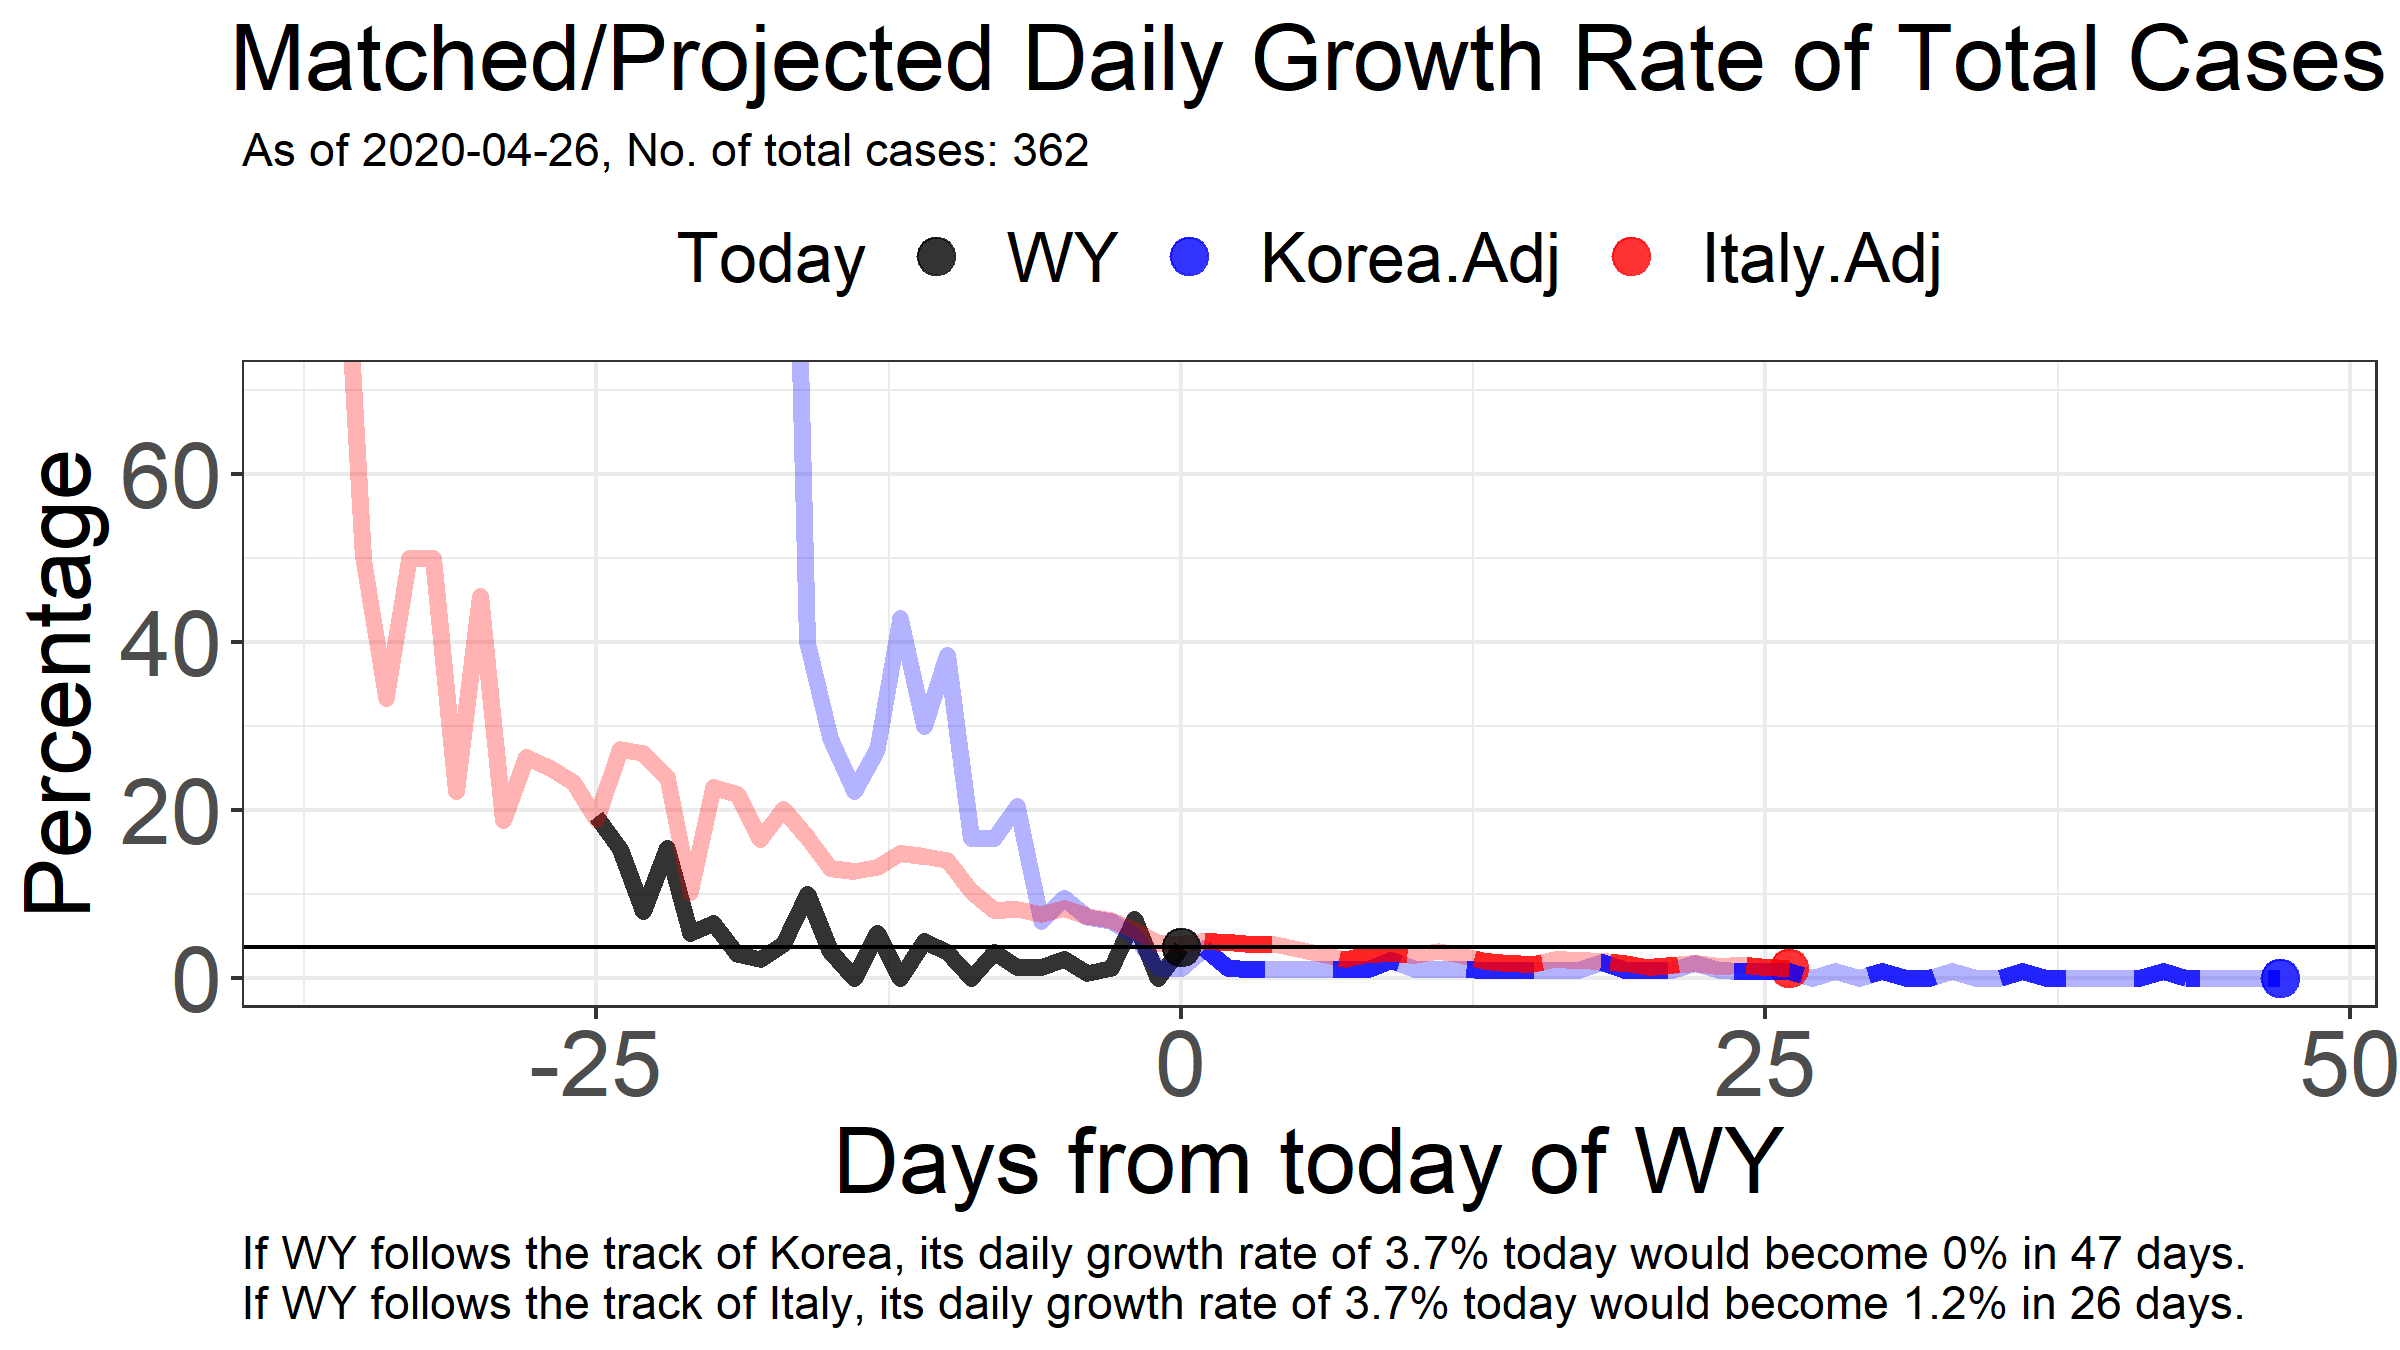 Matched/Projected Daily Growth Rate of Total Cases
As of 2020-04-26, No. of total cases: 362
Today WY Korea.Adj Italy.Adj
Percentage
60
40
20
0
-25 0 25 50
Days from today of WY
If WY follows the track of Korea, its daily growth rate of 3.7% today would become 0% in 47 days.
If WY follows the track of Italy, its daily growth rate of 3.7% today would become 1.2% in 26 days.